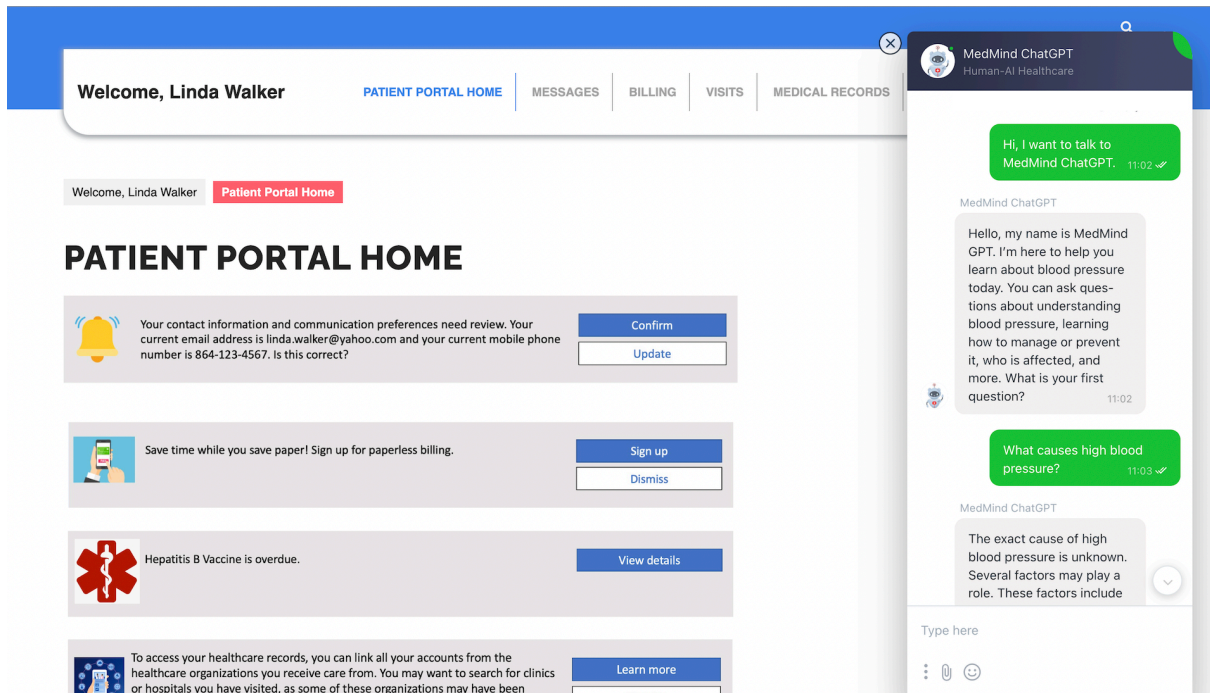 Welcome, Linda Walker
PATIENT PORTAL HOME
MESSAGES
BILLING
VISITS
MEDICAL RECORDS
Welcome, Linda Walker
Patient Portal Home
PATIENT PORTAL HOME
Your contact information and communication preferences need review. Your
current email address is linda.walker@yahoo.com and your current mobile phone
number is 864-123-4567. Is this correct?
Confirm
Update
Save time while you save paper! Sign up for paperless billing.
Sign up
Dismiss
Hepatitis B Vaccine is overdue.
View details
To access your healthcare records, you can link all your accounts from the
healthcare organizations you receive care from. You may want to search for clinics
or hospitals you have visited, as some of these organizations may have been
Learn more
MedMind ChatGPT
Human-AI Healthcare
Hi, I want to talk to
MedMind ChatGPT.
11:02
MedMind ChatGPT
Hello, my name is MedMind
GPT. I'm here to help you
learn about blood pressure
today. You can ask ques-
tions about understanding
blood pressure, learning
how to manage or prevent
it, who is affected, and
more. What is your first
question?
11:02
What causes high blood
pressure?
11:03
MedMind ChatGPT
The exact cause of high
blood pressure is unknown.
Several factors may play a
role. These factors include
Type here